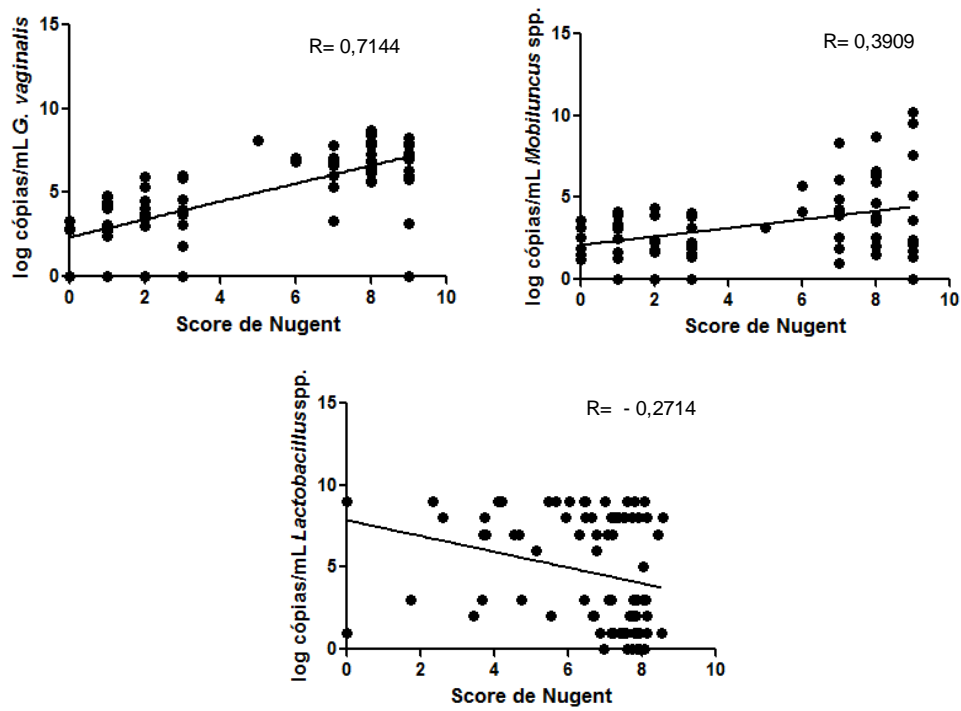 R= 0,7144
log cópias/mL G. vaginalis
15
10
5
0
0 2 4 6 8 10
Score de Nugent
R= 0,3909
log cópias/mL Mobiluncus spp.
15
10
5
0
0 2 4 6 8 10
Score de Nugent
R= - 0,2714
log cópias/mL Lactobacillus spp.
15
10
5
0
0 2 4 6 8 10
Score de Nugent